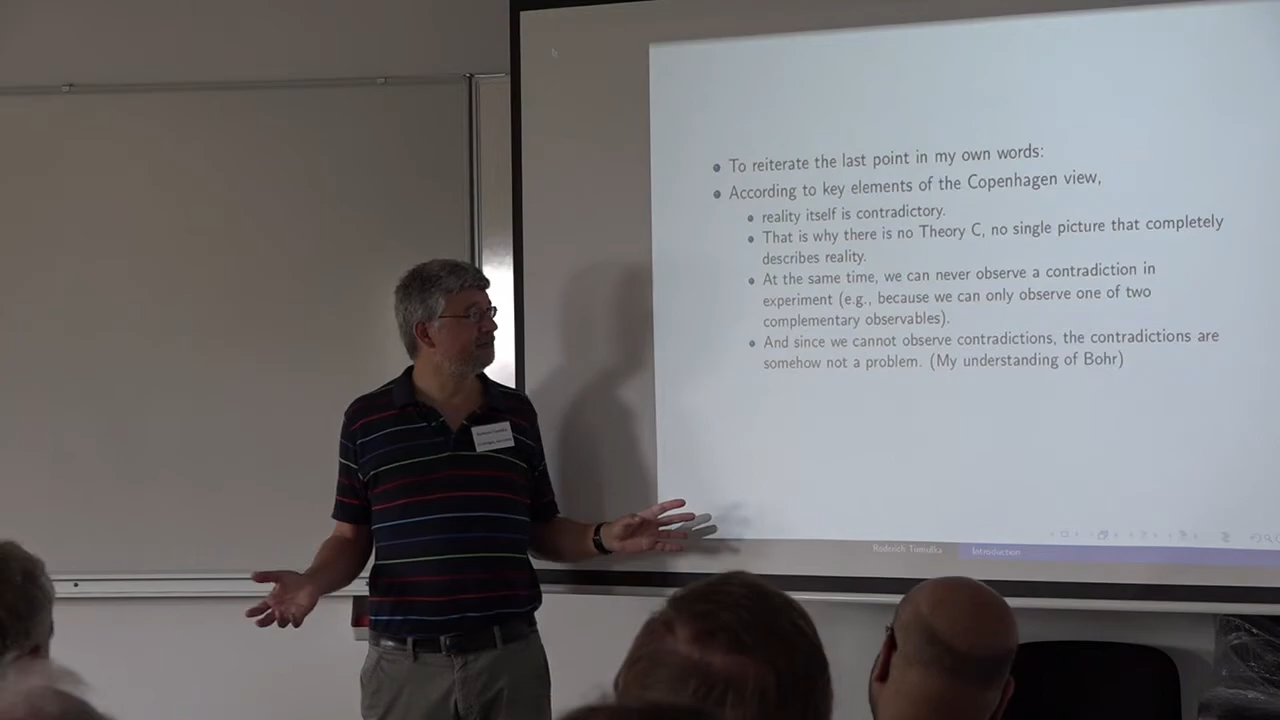 To reiterate the last point in my own words:
According to key elements of the Copenhagen view,
reality itself is contradictory.
That is why there is no Theory C, no single picture that completely
describes reality.
At the same time, we can never observe a contradiction in
experiment (e.g., because we can only observe one of two
complementary observables).
And since we cannot observe contradictions, the contradictions are
somehow not a problem. (My understanding of Bohr)
Roderich Tumulka
Introduction